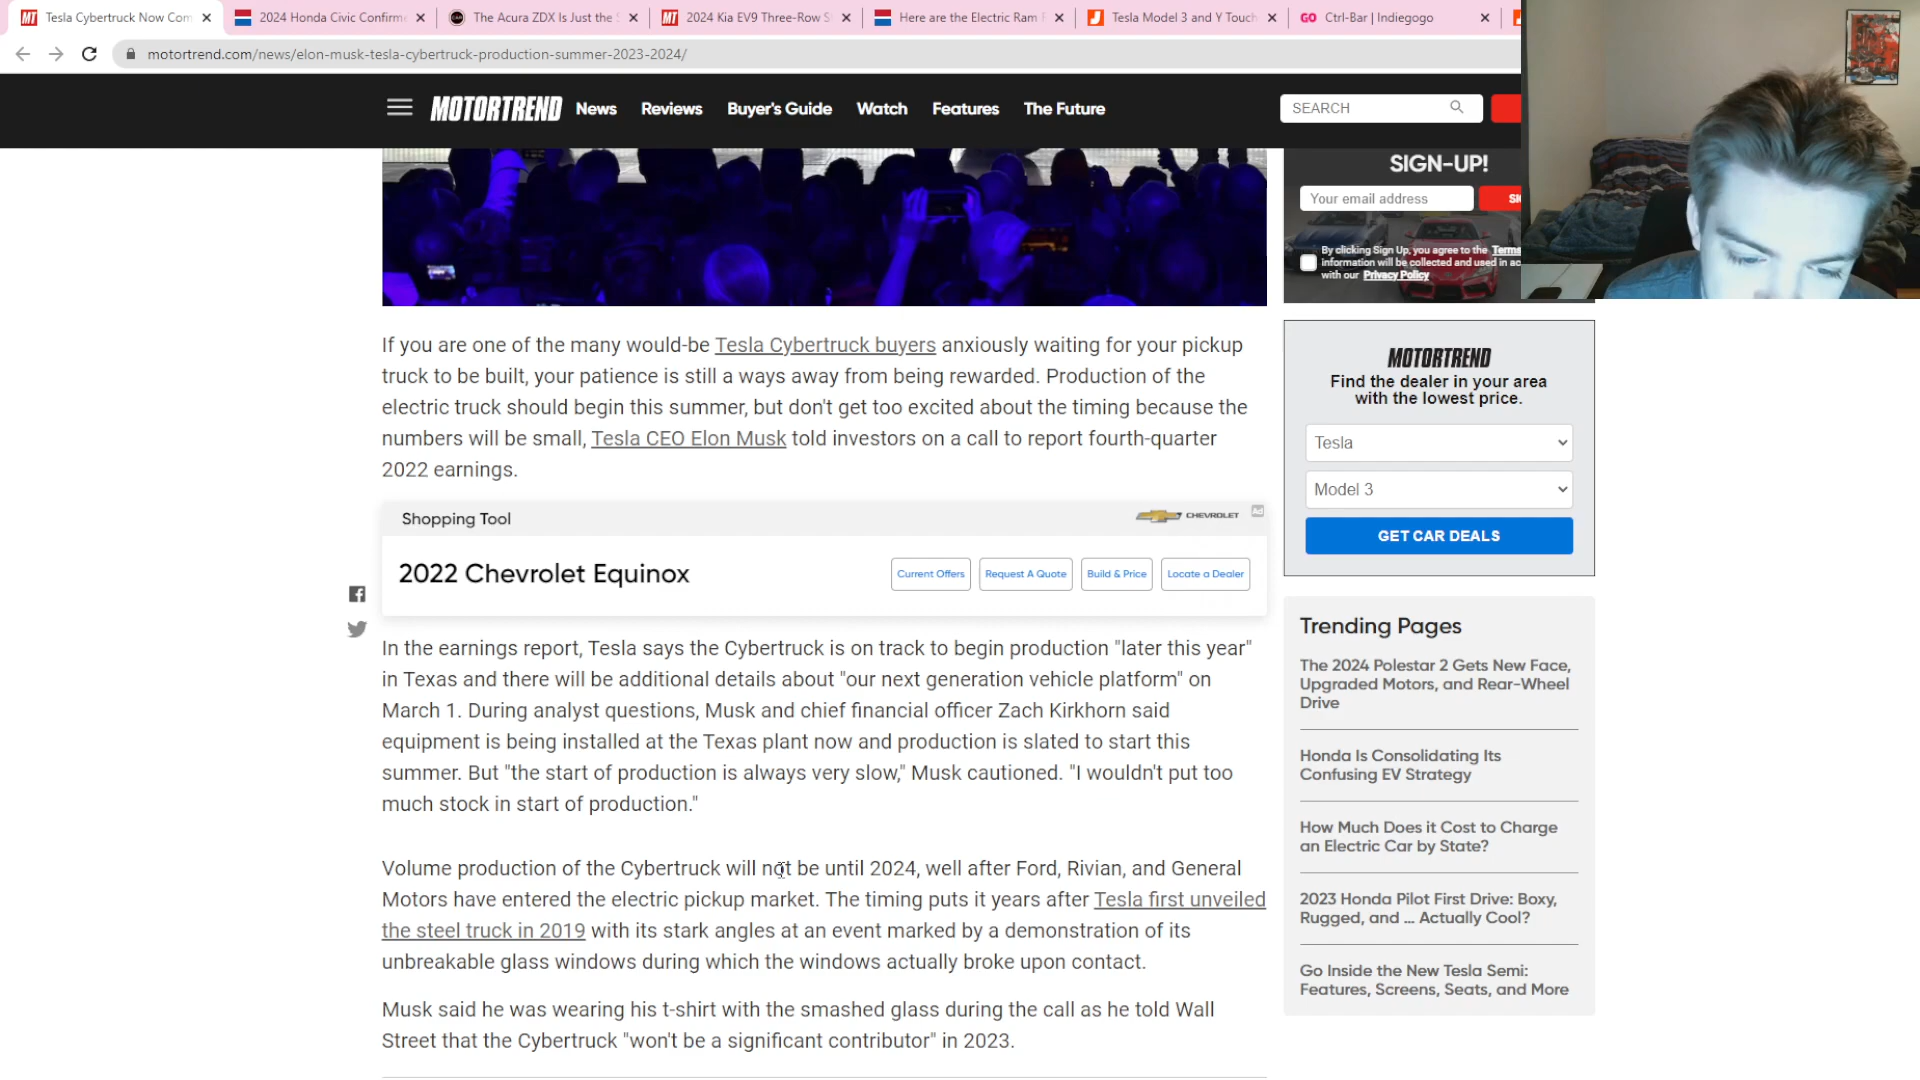 Tesla Cybertruck Now Com
2024 Honda Civic Confirm
The Acura ZDX Is Just the
2024 Kia EV9 Three-Row S
Here are the Electric Ram
Tesla Model 3 and Y Touch
GO Ctrl-Bar | Indiegogo
motortrend.com/news/elon-musk-tesla-cybertruck-production-summer-2023-2024/
MOTORTREND News Reviews Buyer's Guide Watch Features The Future
SEARCH
SIGN-UP!
Your email address
By clicking Sign Up, you agree to the Terms
information will be collected and used in ac
with our Privacy Policy
If you are one of the many would-be Tesla Cybertruck buyers anxiously waiting for your pickup
truck to be built, your patience is still a ways away from being rewarded. Production of the
electric truck should begin this summer, but don't get too excited about the timing because the
numbers will be small, Tesla CEO Elon Musk told investors on a call to report fourth-quarter
2022 earnings.
Shopping Tool
CHEVROLET
Ad
2022 Chevrolet Equinox
Current Offers
Request A Quote
Build & Price
Locate a Dealer
In the earnings report, Tesla says the Cybertruck is on track to begin production "later this year"
in Texas and there will be additional details about "our next generation vehicle platform" on
March 1. During analyst questions, Musk and chief financial officer Zach Kirkhorn said
equipment is being installed at the Texas plant now and production is slated to start this
summer. But "the start of production is always very slow," Musk cautioned. "I wouldn't put too
much stock in start of production."
Volume production of the Cybertruck will not be until 2024, well after Ford, Rivian, and General
Motors have entered the electric pickup market. The timing puts it years after Tesla first unveiled
the steel truck in 2019 with its stark angles at an event marked by a demonstration of its
unbreakable glass windows during which the windows actually broke upon contact.
Musk said he was wearing his t-shirt with the smashed glass during the call as he told Wall
Street that the Cybertruck "won't be a significant contributor" in 2023.
MOTORTREND
Find the dealer in your area
with the lowest price.
Tesla
Model 3
GET CAR DEALS
Trending Pages
The 2024 Polestar 2 Gets New Face,
Upgraded Motors, and Rear-Wheel
Drive
Honda Is Consolidating Its
Confusing EV Strategy
How Much Does it Cost to Charge
an Electric Car by State?
2023 Honda Pilot First Drive: Boxy,
Rugged, and ... Actually Cool?
Go Inside the New Tesla Semi:
Features, Screens, Seats, and More